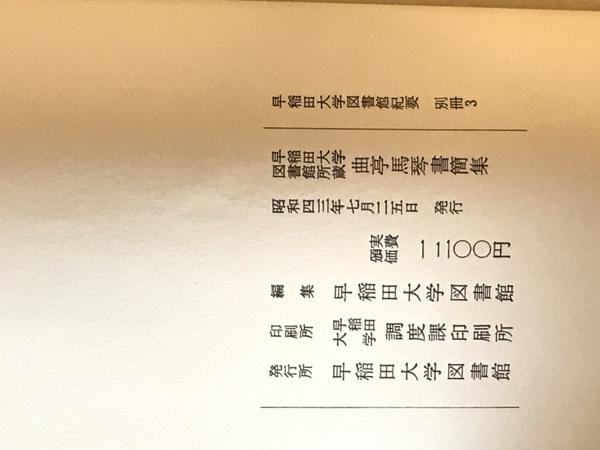 早稲田大学図書館紀要 別冊3
早稲田大学図書館所蔵 曲亭馬琴書簡集
昭和四三年七月二五日 発行
実費頒価 一二〇〇円
編集 早稲田大学図書館
印刷所 早稲田大学 調度課印刷所
発行所 早稲田大学図書館